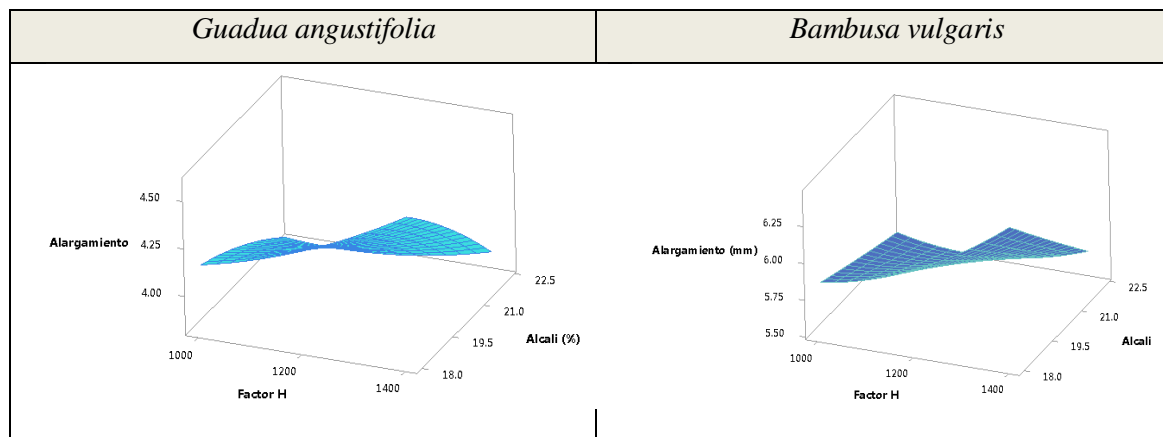 Guadua angustifolia
Bambusa vulgaris
4.50
Alargamiento
4.25
4.00
1000
1200
1400
Factor H
18.0
19.5
21.0
22.5
Alcali (%)
6.25
Alargamiento (mm)
6.00
5.75
5.50
1000
1200
1400
Factor H
18.0
19.5
21.0
22.5
Alcali